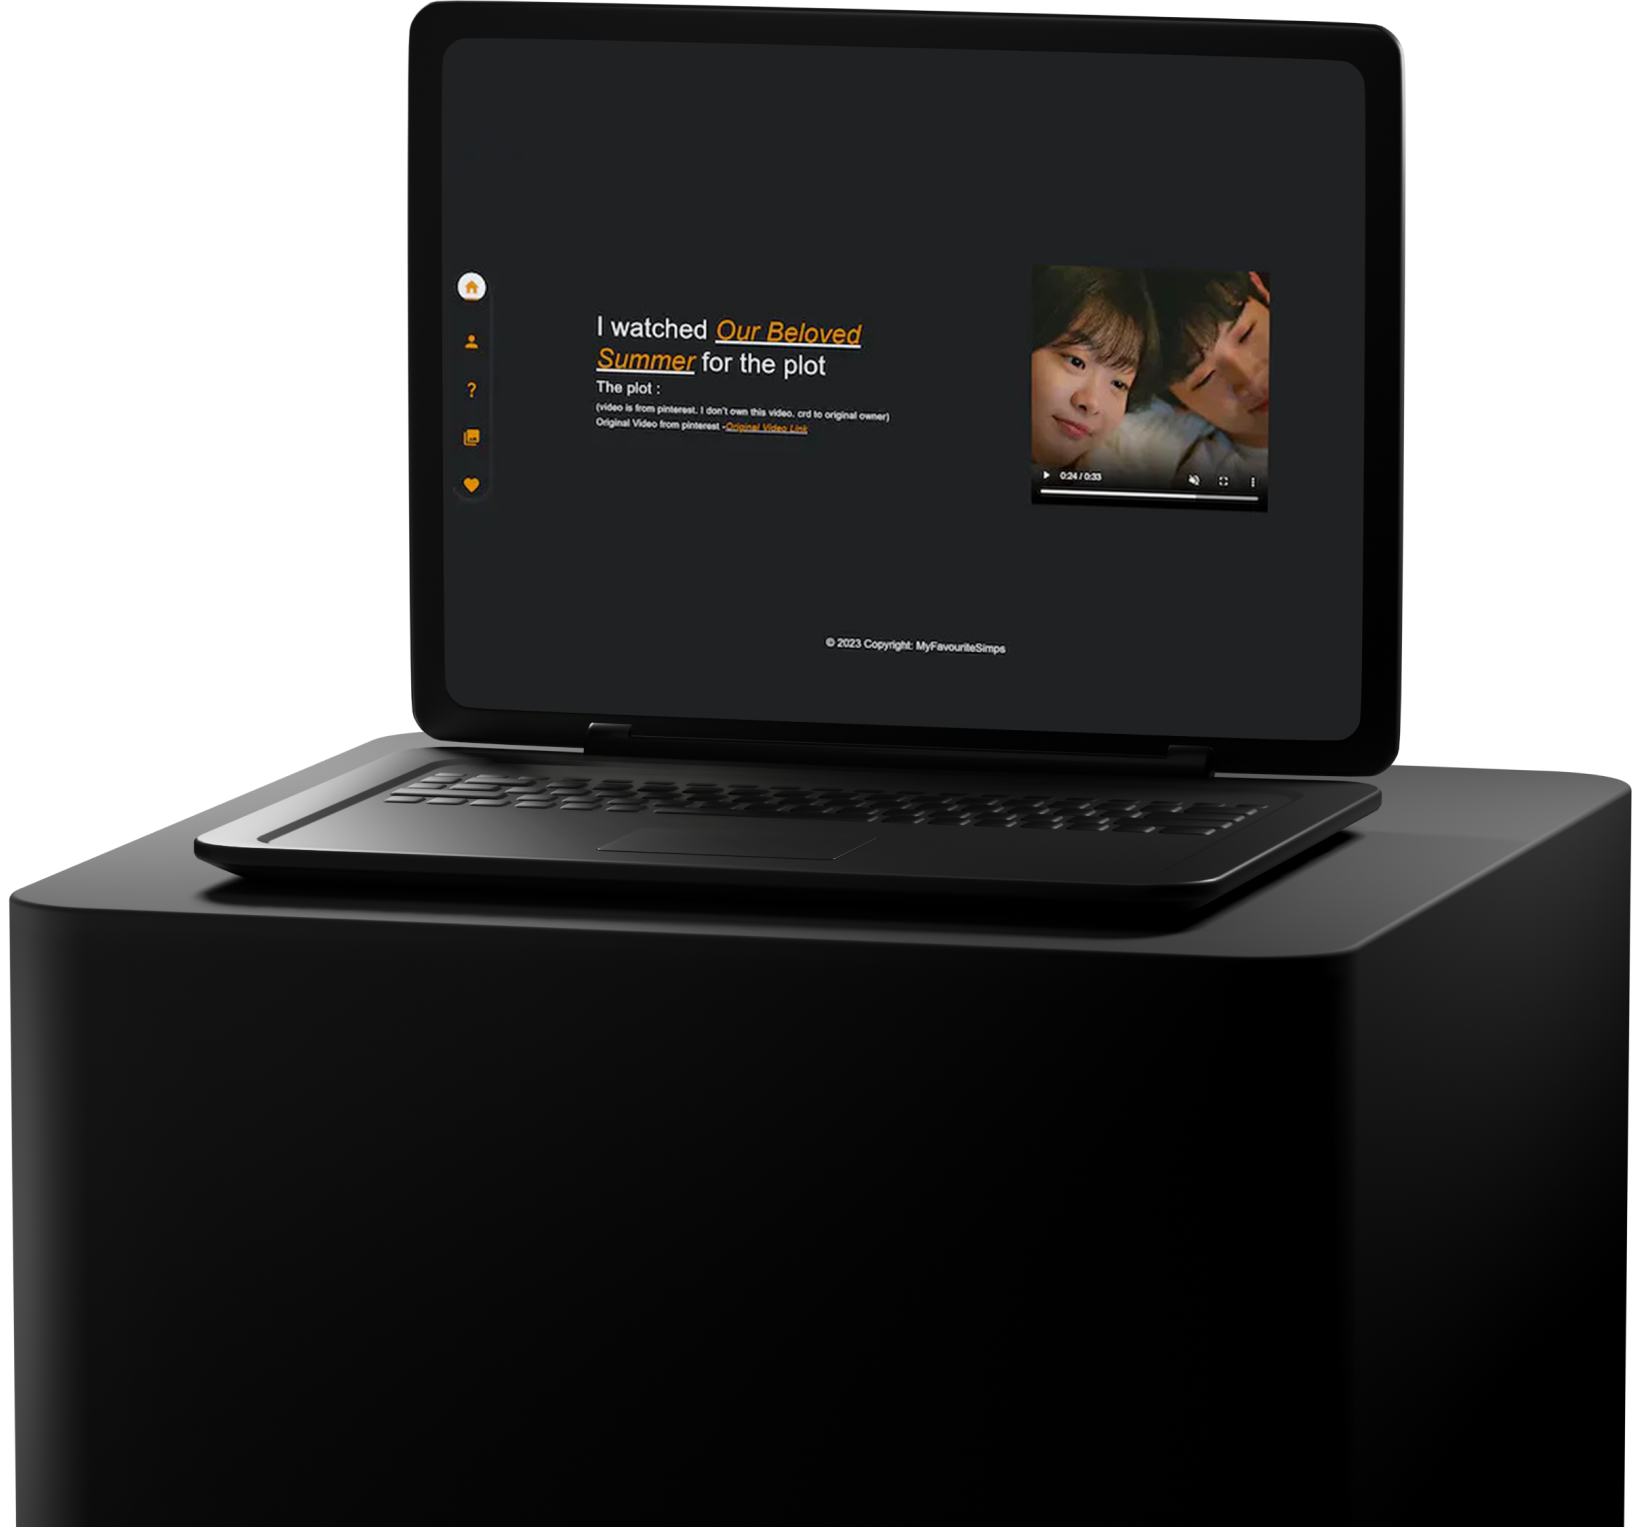 I watched Our Beloved
Summer for the plot
The plot :
(video is from pinterest. I don't own this video. crd to original owner)
Original Video from pinterest -Original Video Link
?
0:24 / 0:33
© 2023 Copyright: MyFavouriteSimps